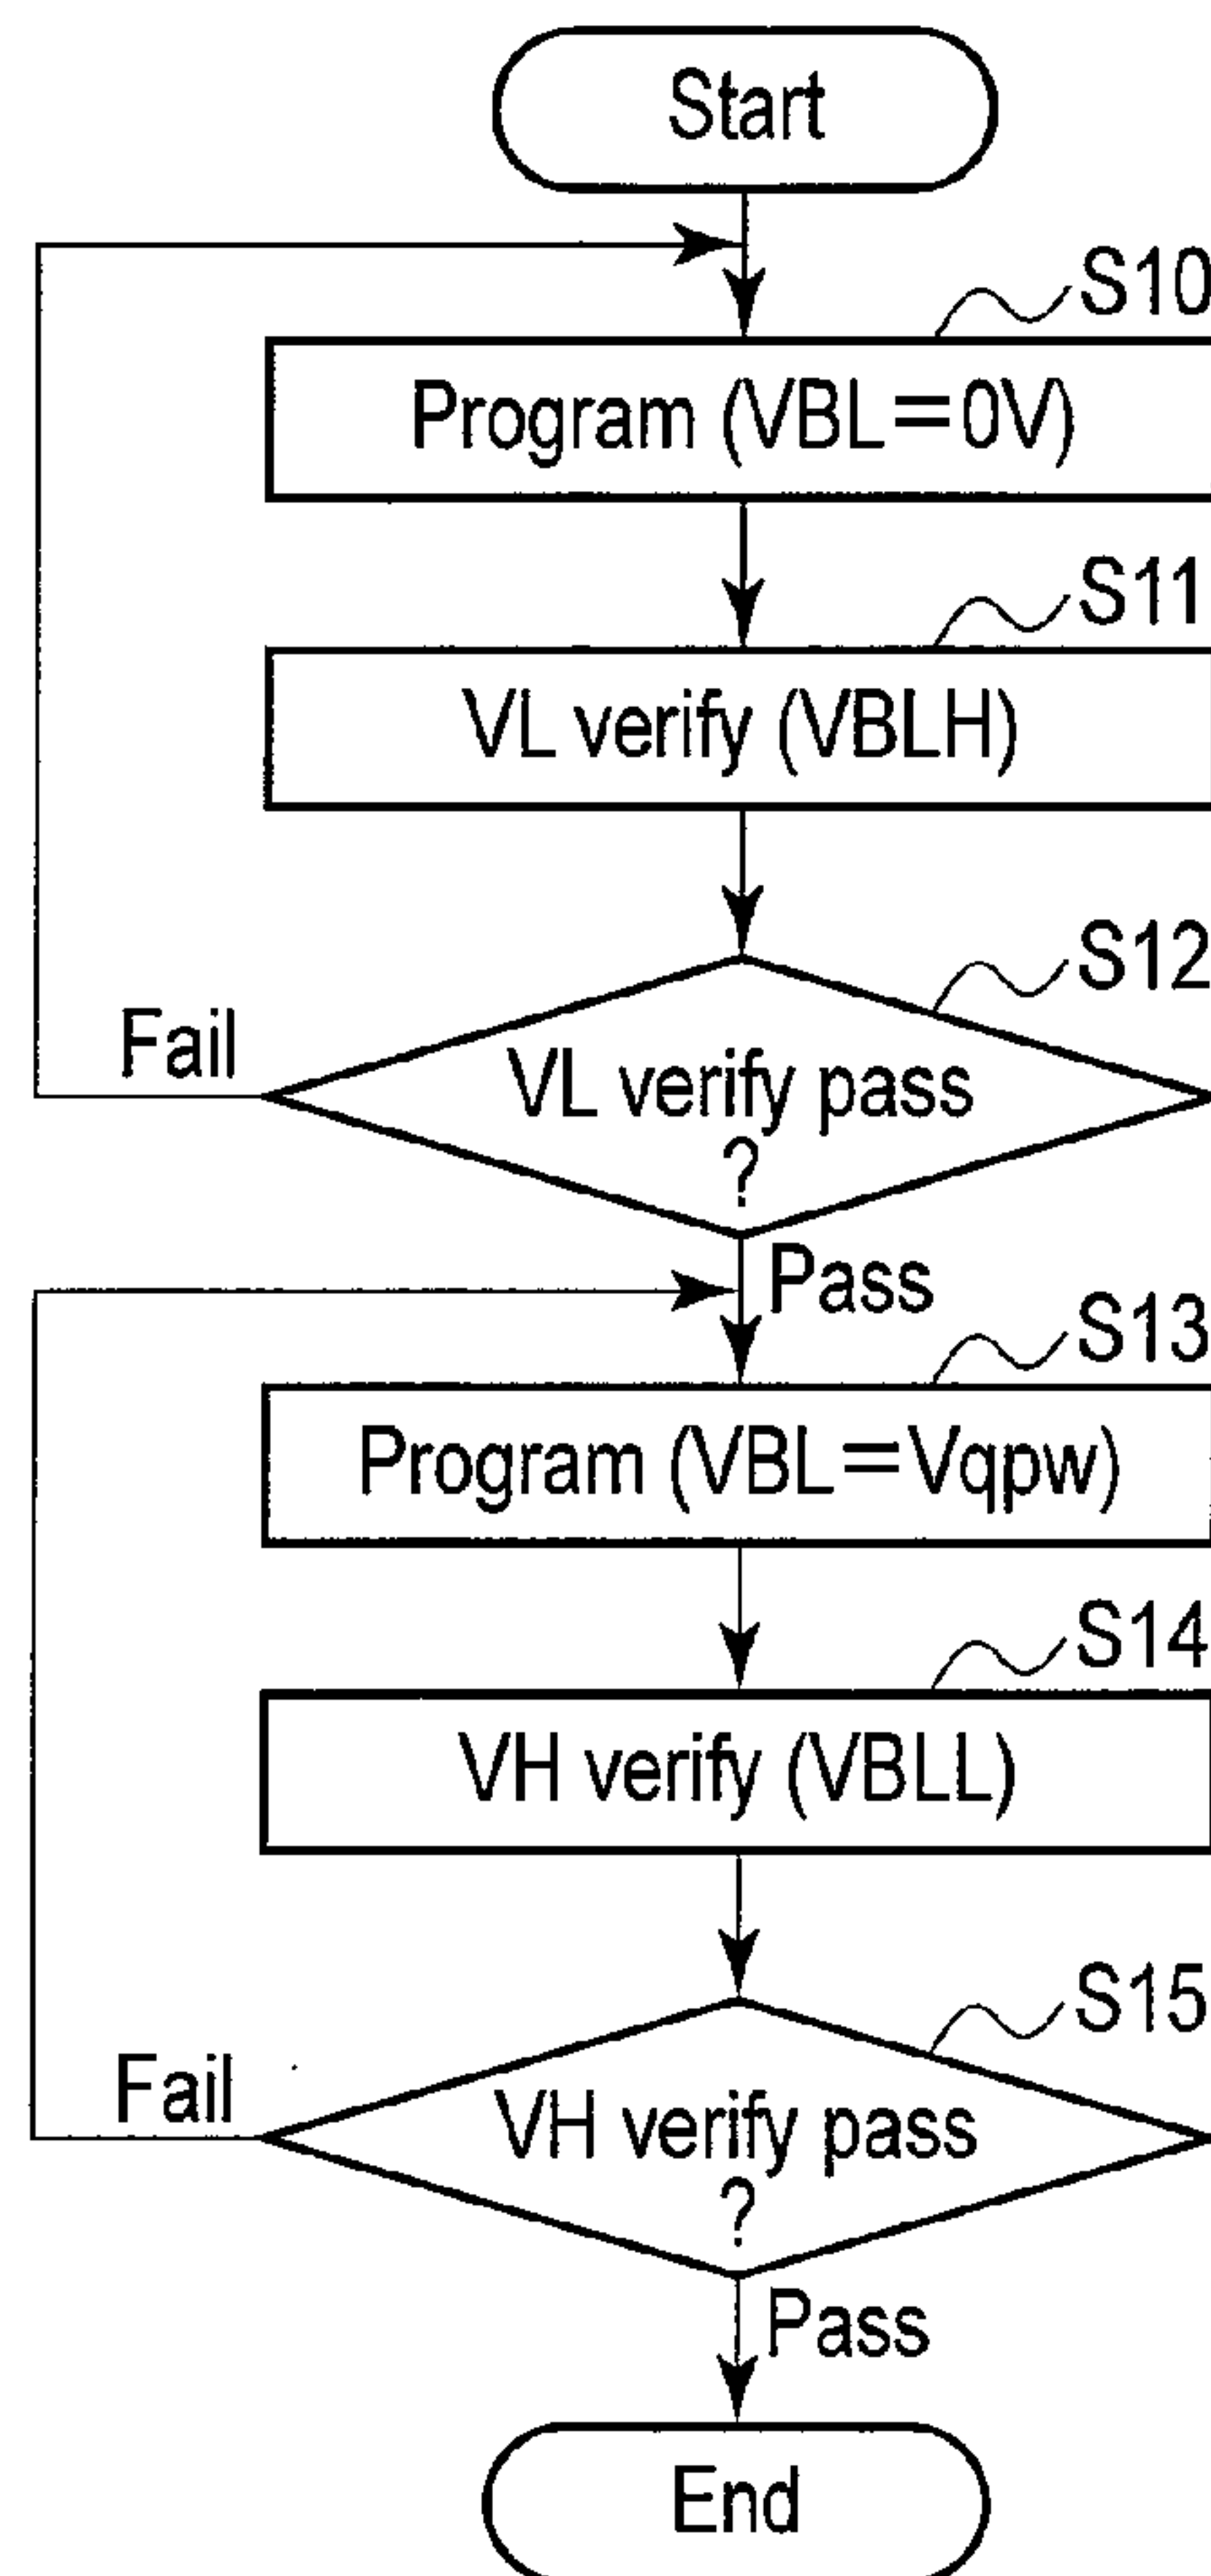 Start
S10
Program (VBL=0V)
S11
VL verify (VBLH)
S12
Fail
VL verify pass
?
Pass
S13
Program (VBL=Vqpw)
S14
VH verify (VBLL)
S15
Fail
VH verify pass
?
Pass
End